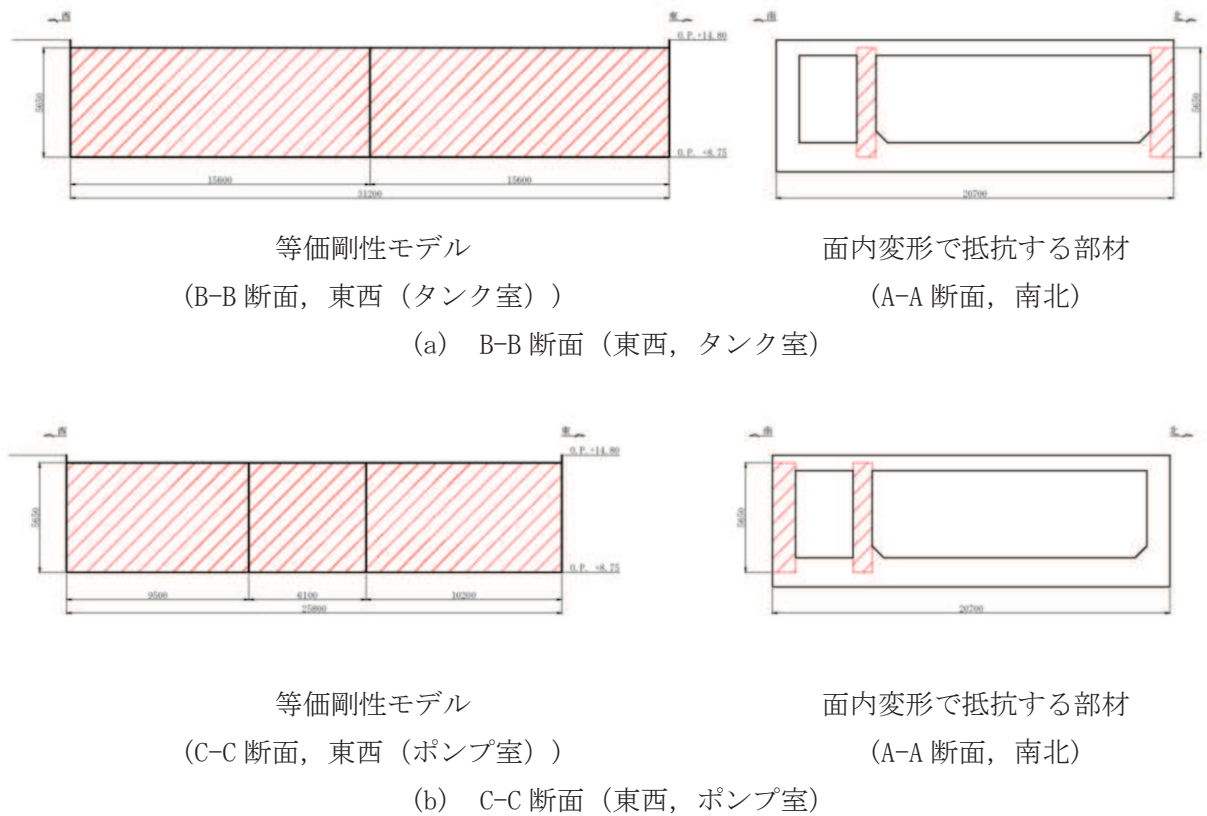 西 東
O.P.+14.80
5650
O.P. +8.75
15600 15600
31200
南 北
5650
20700
等価剛性モデル
(B-B 断面，東西（タンク室）)
面内変形で抵抗する部材
(A-A 断面，南北)
(a) B-B 断面（東西，タンク室）
西 東
O.P.+14.80
5650
O.P. +8.75
9500 6100 10200
25800
南 北
5650
20700
等価剛性モデル
(C-C 断面，東西（ポンプ室）)
面内変形で抵抗する部材
(A-A 断面，南北)
(b) C-C 断面（東西，ポンプ室）